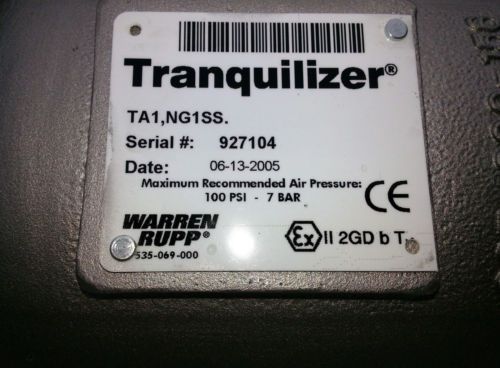 Tranquilizer®
TA1,NG1SS.
Serial #: 927104
Date: 06-13-2005
Maximum Recommended Air Pressure:
100 PSI - 7 BAR
CE
WARREN
RUPP®
535-069-000
Ex II 2GD b T